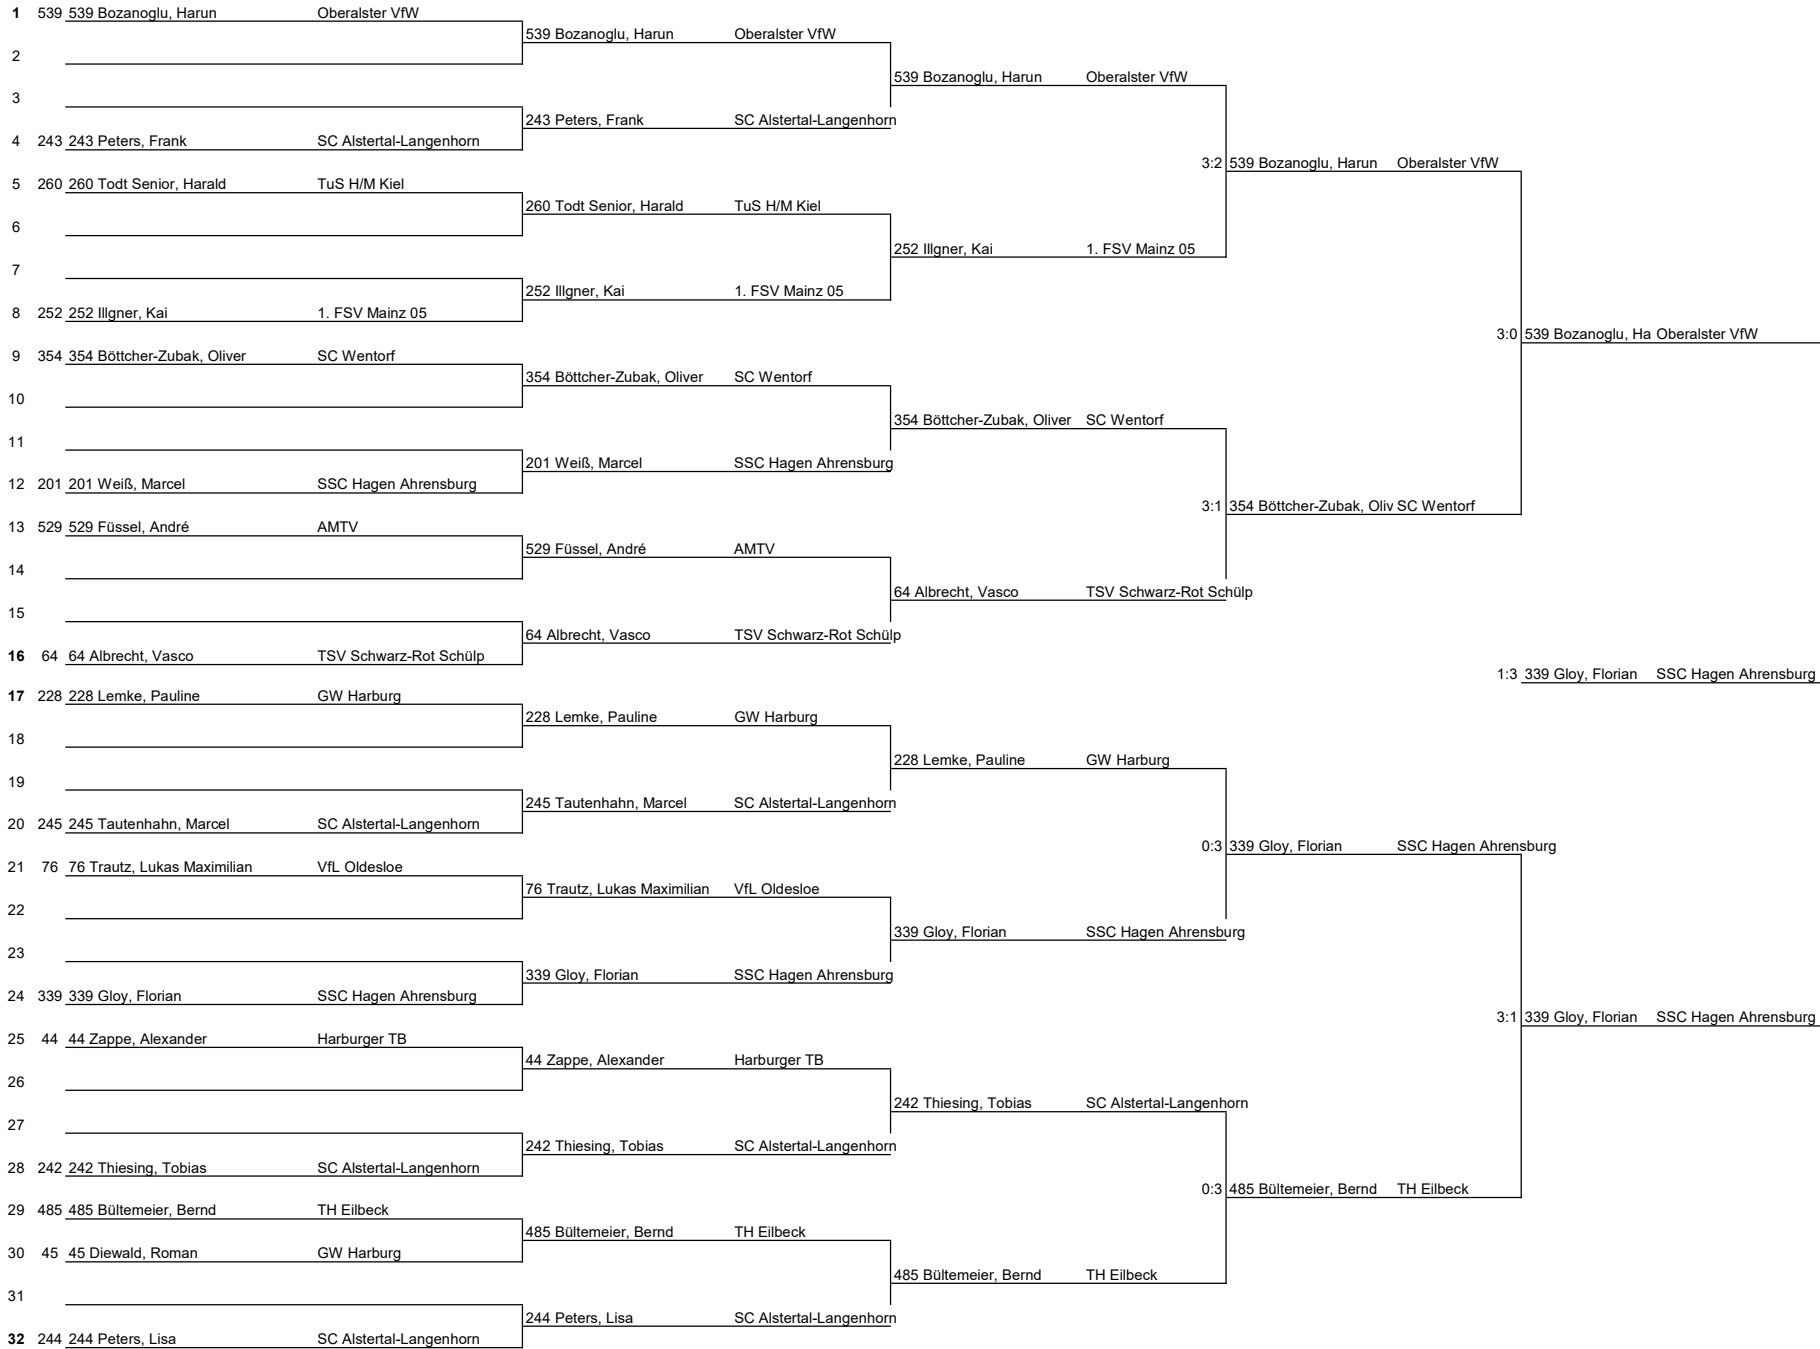 1 539 539 Bozanoglu, Harun Oberalster VfW
539 Bozanoglu, Harun Oberalster VfW
2
539 Bozanoglu, Harun Oberalster VfW
3
243 Peters, Frank SC Alstertal-Langenhorn
4 243 243 Peters, Frank SC Alstertal-Langenhorn
3:2 539 Bozanoglu, Harun Oberalster VfW
5 260 260 Todt Senior, Harald TuS H/M Kiel
260 Todt Senior, Harald TuS H/M Kiel
6
252 Illgner, Kai 1. FSV Mainz 05
7
252 Illgner, Kai 1. FSV Mainz 05
8 252 252 Illgner, Kai 1. FSV Mainz 05
3:0 539 Bozanoglu, Ha Oberalster VfW
9 354 354 Böttcher-Zubak, Oliver SC Wentorf
354 Böttcher-Zubak, Oliver SC Wentorf
10
354 Böttcher-Zubak, Oliver SC Wentorf
11
201 Weiß, Marcel SSC Hagen Ahrensburg
12 201 201 Weiß, Marcel SSC Hagen Ahrensburg
3:1 354 Böttcher-Zubak, Oliv SC Wentorf
13 529 529 Füssel, André AMTV
529 Füssel, André AMTV
14
64 Albrecht, Vasco TSV Schwarz-Rot Schülp
15
64 Albrecht, Vasco TSV Schwarz-Rot Schülp
16 64 64 Albrecht, Vasco TSV Schwarz-Rot Schülp
1:3 339 Gloy, Florian SSC Hagen Ahrensburg
17 228 228 Lemke, Pauline GW Harburg
228 Lemke, Pauline GW Harburg
18
228 Lemke, Pauline GW Harburg
19
245 Tautenhahn, Marcel SC Alstertal-Langenhorn
20 245 245 Tautenhahn, Marcel SC Alstertal-Langenhorn
0:3 339 Gloy, Florian SSC Hagen Ahrensburg
21 76 76 Trautz, Lukas Maximilian VfL Oldesloe
76 Trautz, Lukas Maximilian VfL Oldesloe
22
339 Gloy, Florian SSC Hagen Ahrensburg
23
339 Gloy, Florian SSC Hagen Ahrensburg
24 339 339 Gloy, Florian SSC Hagen Ahrensburg
3:1 339 Gloy, Florian SSC Hagen Ahrensburg
25 44 44 Zappe, Alexander Harburger TB
44 Zappe, Alexander Harburger TB
26
242 Thiesing, Tobias SC Alstertal-Langenhorn
27
242 Thiesing, Tobias SC Alstertal-Langenhorn
28 242 242 Thiesing, Tobias SC Alstertal-Langenhorn
0:3 485 Bültemeier, Bernd TH Eilbeck
29 485 485 Bültemeier, Bernd TH Eilbeck
485 Bültemeier, Bernd TH Eilbeck
30 45 45 Diewald, Roman GW Harburg
485 Bültemeier, Bernd TH Eilbeck
31
244 Peters, Lisa SC Alstertal-Langenhorn
32 244 244 Peters, Lisa SC Alstertal-Langenhorn